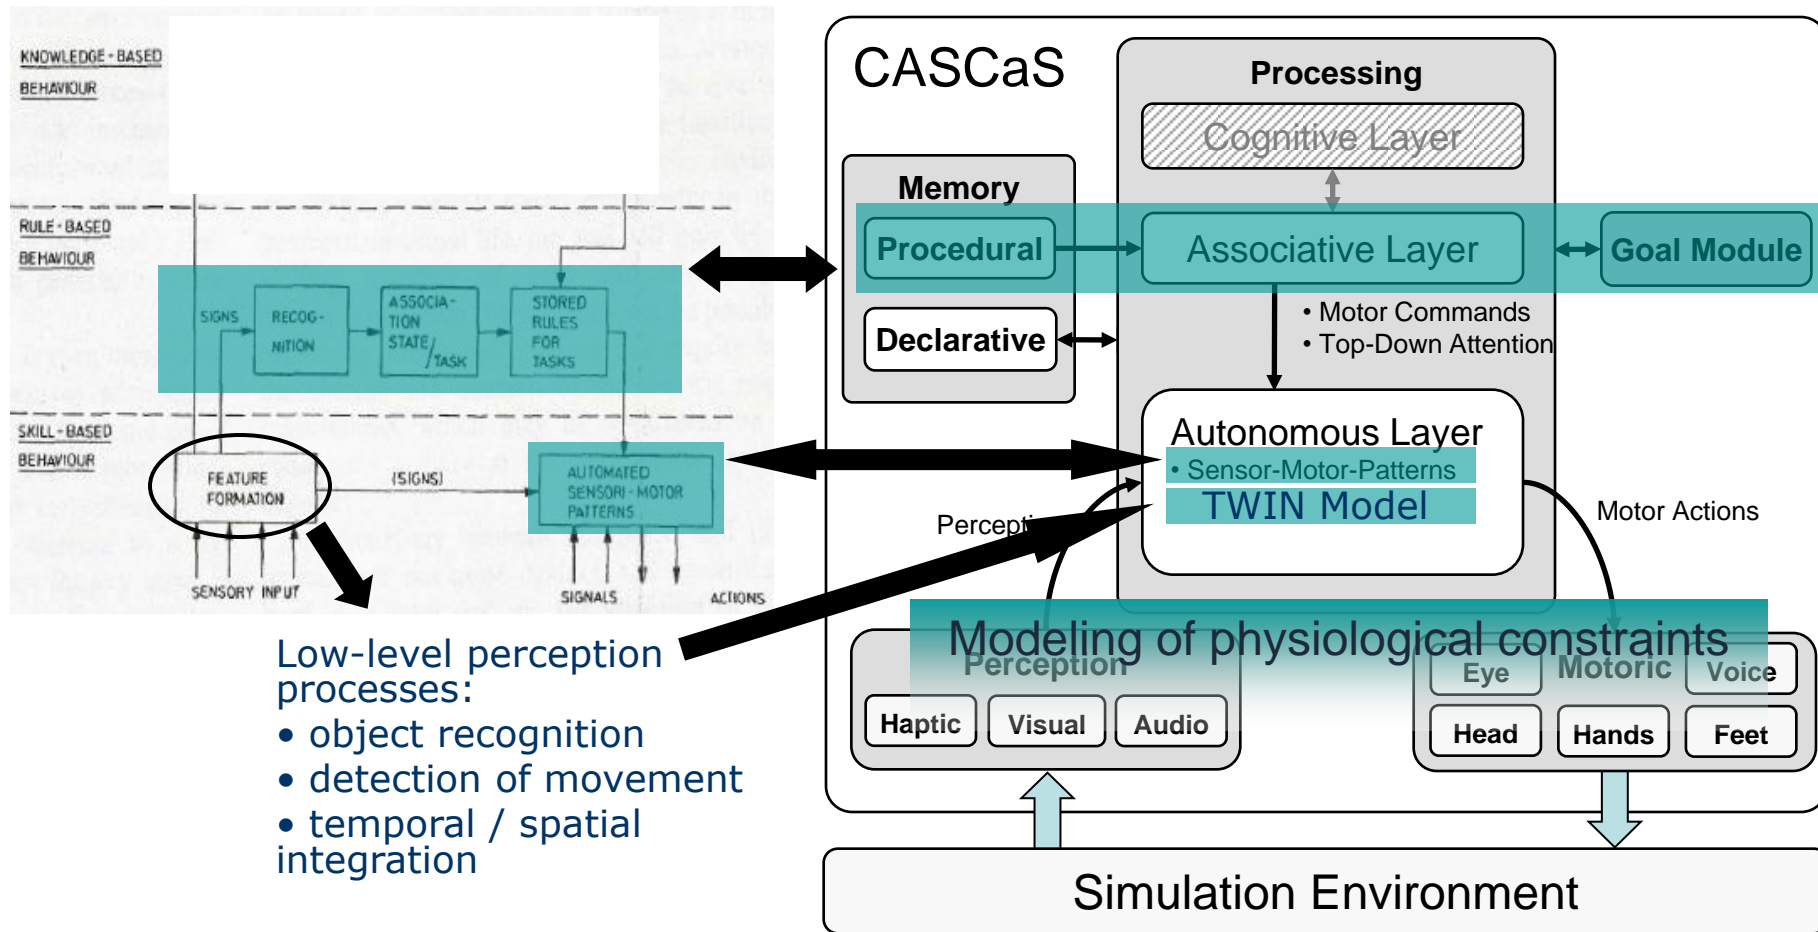 KNOWLEDGE-BASED
BEHAVIOUR
RULE-BASED
BEHAVIOUR
SIGNS
RECOG-
NITION
ASSOCIA-
TION
STATE/
TASK
STORED
RULES
FOR
TASKS
SKILL-BASED
BEHAVIOUR
FEATURE
FORMATION
(SIGNS)
AUTOMATED
SENSORI-MOTOR
PATTERNS
SENSORY INPUT
SIGNALS
ACTIONS
Low-level perception
processes:
• object recognition
• detection of movement
• temporal / spatial
integration
CASCaS
Processing
Cognitive Layer
Memory
Procedural
Declarative
Associative Layer
Goal Module
• Motor Commands
• Top-Down Attention
Autonomous Layer
• Sensor-Motor-Patterns
TWIN Model
Motor Actions
Modeling of physiological constraints
Perception
Haptic
Visual
Audio
Eye
Motoric
Voice
Head
Hands
Feet
Simulation Environment